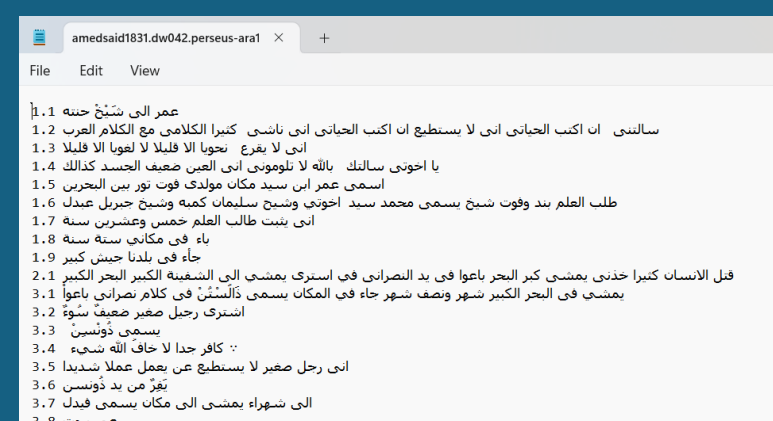 amedsaid1831.dw042.perseus-ara1
File Edit View
1.1 عمر الى شَيْخْ حنته
1.2 سالتنى ان اكتب الحياتى انى لا يستطيع ان اكتب الحياتى انى ناشى كثيرا الكلامى مع الكلام العرب
1.3 انى لا يقرع نحويا الا قليلا لا لغويا الا قليلا
1.4 يا اخوتى سالتك بالله لا تلومونى انى العين ضعيف الجسد كذالك
1.5 اسمى عمر ابن سيد مكان مولدى فوت تور بين البحرين
1.6 طلب العلم بند وفوت شيخ يسمى محمد سيد اخوتي وشيخ سليمان كمبه وشيخ جبريل عبدل
1.7 انى يثبت طالب العلم خمس وعشرين سنة
1.8 باء فى مكاني ستة سنة
1.9 جأء فى بلدنا جيش كبير
2.1 قتل الانسان كثيرا خذنى يمشى كبر البحر باعوا فى يد النصرانى في استرى يمشي الى الشفينة الكبير البحر الكبير
3.1 يمشي فى البحر الكبير شهر ونصف شهر جاء في المكان يسمى دَالَسْتُنْ فى كلام نصرانى باعواْ
3.2 اشترى رجيل صغير ضعيفٌ سُوءٌ
3.3 يسمى ذُونْسِنْ
3.4 ∵ كافر جدا لا خافَ الله شيء
3.5 انى رجل صغير لا يستطيع عن يعمل عملا شديدا
3.6 يَفِرُ من يد ذُونسن
3.7 الى شهراء يمشى الى مكان يسمى فيدل